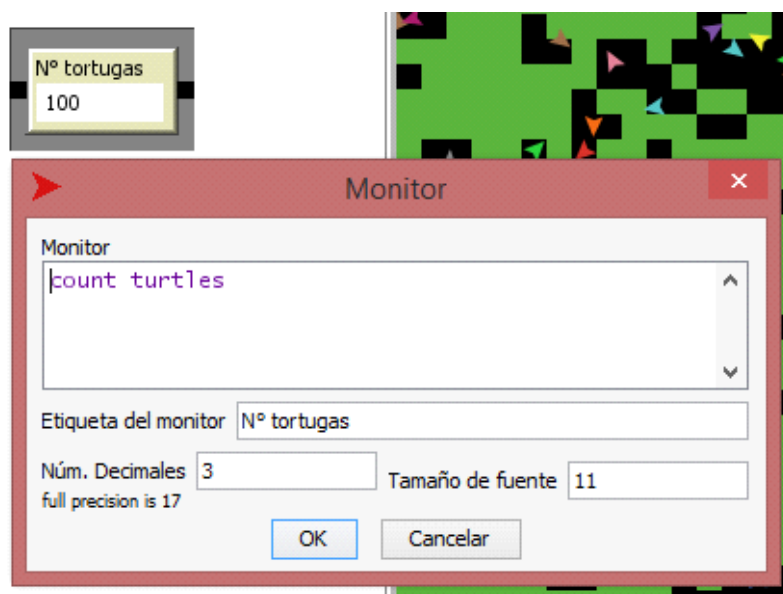 Nº tortugas
100
Monitor
Monitor
count turtles
Etiqueta del monitor Nº tortugas
Núm. Decimales 3
full precision is 17
Tamaño de fuente 11
OK Cancelar